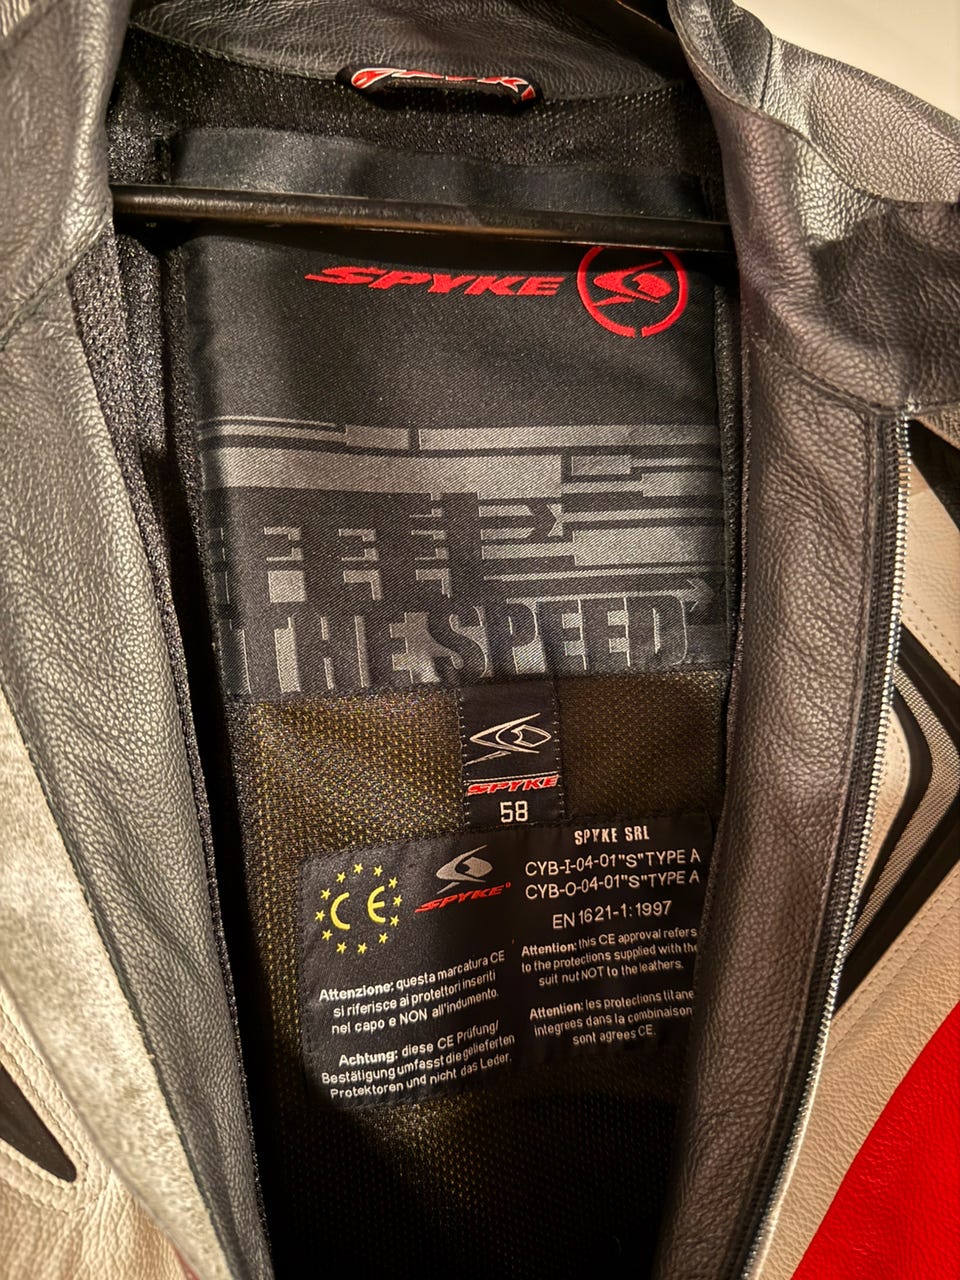 SPYKE
FEEL
THE SPEED
SPYKE
58
SPYKE SRL
CYB-I-04-01"S"TYPE A
CYB-O-04-01"S"TYPE A
EN 1621-1:1997
CE
SPYKE®
Attention: this CE approval refers
to the protections supplied with the
suit nut NOT to the leathers.
Attenzione: questa marcatura CE
si riferisce ai protettori inseriti
nel capo e NON all'indumento.
Attention: les protections tilane
integrees dans la combinaison
sont agrees CE.
Achtung: diese CE Prüfung/
Bestätigung umfasst die gelieferten
Protektoren und nicht das Leder.